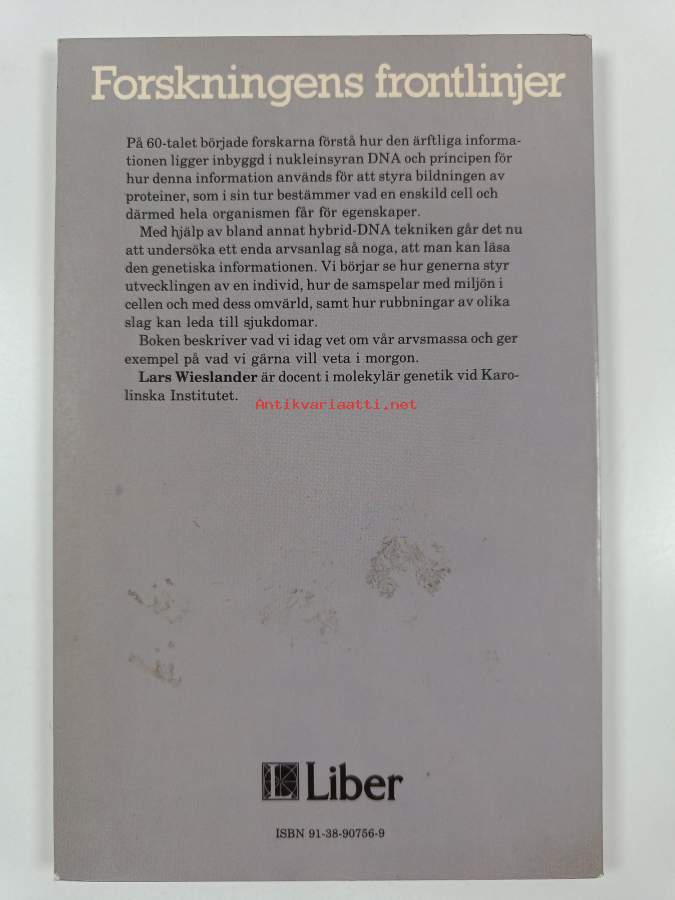 Forskningens frontlinjer
På 60-talet började forskarna förstå hur den ärftliga informa-
tionen ligger inbyggd i nukleinsyran DNA och principen för
hur denna information används för att styra bildningen av
proteiner, som i sin tur bestämmer vad en enskild cell och
därmed hela organismen får för egenskaper.
Med hjälp av bland annat hybrid-DNA tekniken går det nu
att undersöka ett enda arvsanlag så noga, att man kan läsa
den genetiska informationen. Vi börjar se hur generna styr
utvecklingen av en individ, hur de samspelar med miljön i
cellen och med dess omvärld, samt hur rubbningar av olika
slag kan leda till sjukdomar.
Boken beskriver vad vi idag vet om vår arvsmassa och ger
exempel på vad vi gärna vill veta i morgon.
Lars Wieslander är docent i molekylär genetik vid Karo-
linska Institutet.
Antikvariaatti.net
L Liber
ISBN 91-38-90756-9